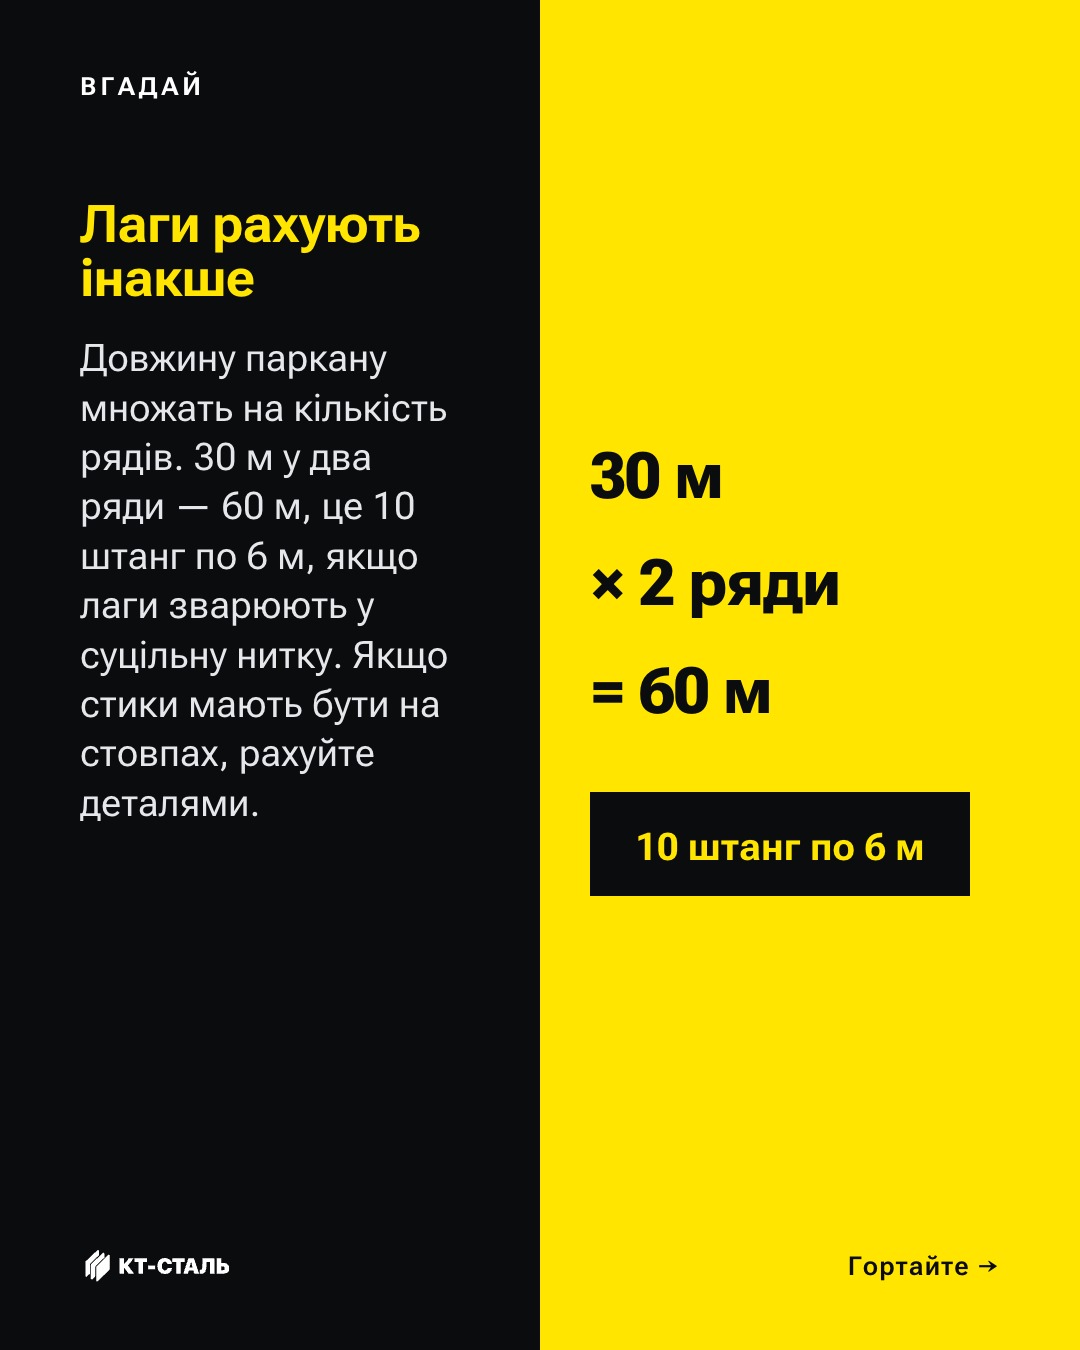 ВГАДАЙ
Лаги рахують
інакше
Довжину паркану
множать на кількість
рядів. 30 м у два
ряди — 60 м, це 10
штанг по 6 м, якщо
лаги зварюють у
суцільну нитку. Якщо
стики мають бути на
стовпах, рахуйте
деталями.
30 м
× 2 ряди
= 60 м
10 штанг по 6 м
КТ-СТАЛЬ
Гортайте →